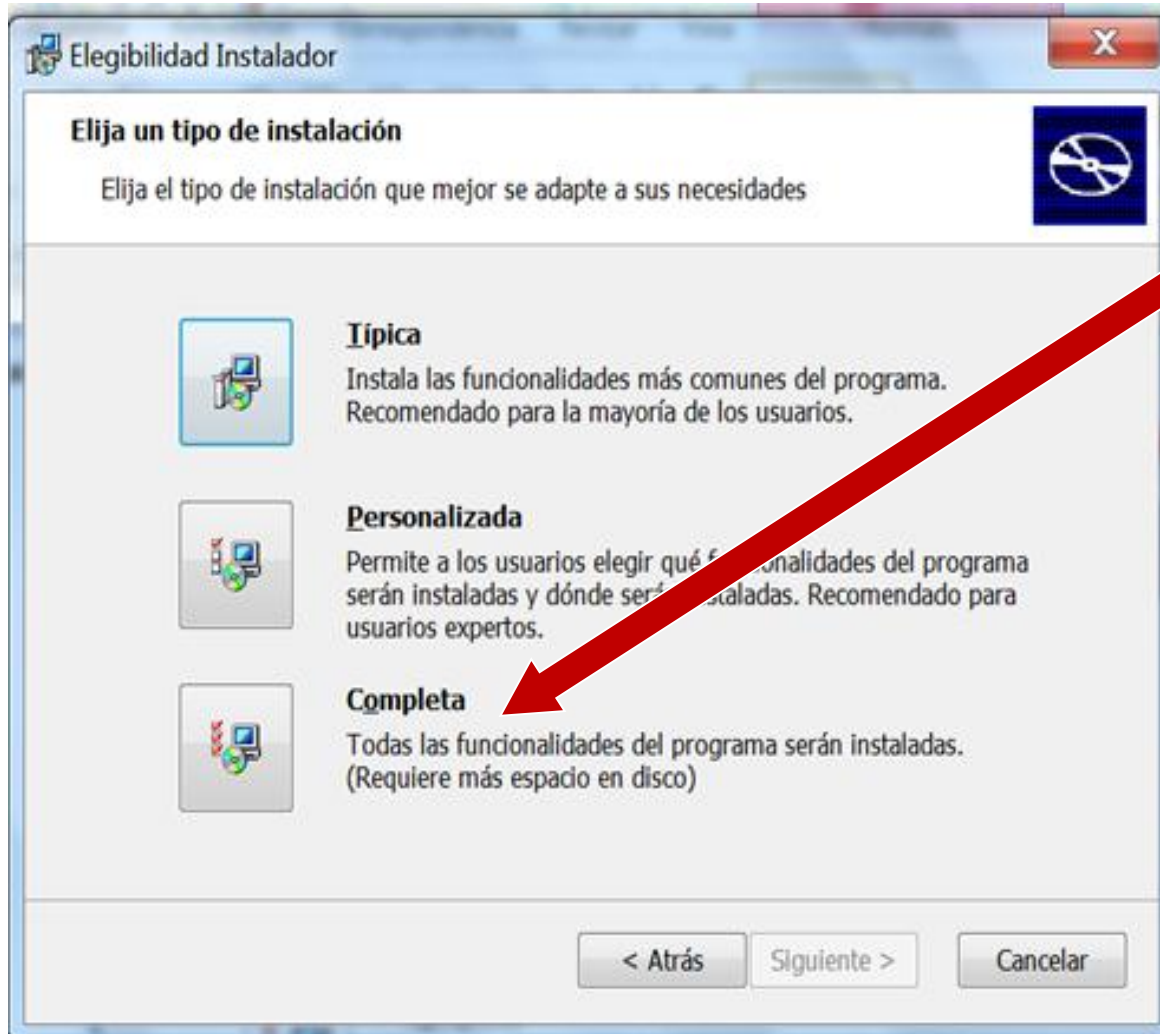 Elegibilidad Instalador
X
Elija un tipo de instalación
Elija el tipo de instalación que mejor se adapte a sus necesidades
Típica
Instala las funcionalidades más comunes del programa.
Recomendado para la mayoría de los usuarios.
Personalizada
Permite a los usuarios elegir qué funcionalidades del programa
serán instaladas y dónde serán instaladas. Recomendado para
usuarios expertos.
Completa
Todas las funcionalidades del programa serán instaladas.
(Requiere más espacio en disco)
< Atrás
Siguiente >
Cancelar